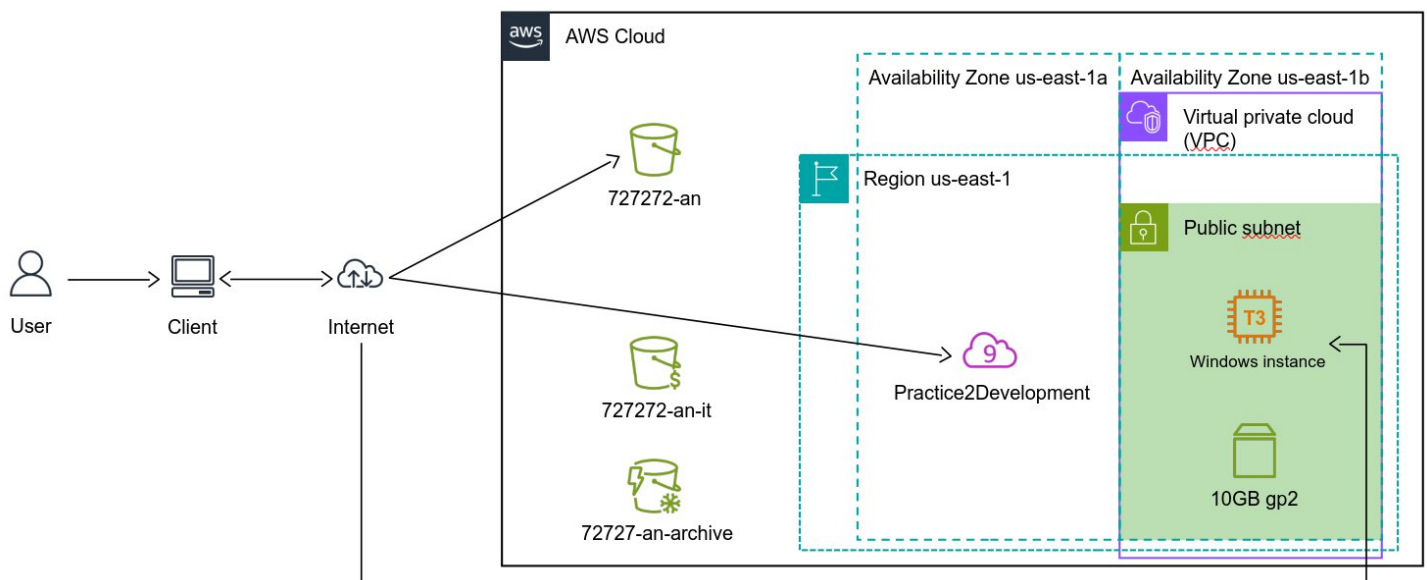 aws
AWS Cloud
Availability Zone us-east-1a
Availability Zone us-east-1b
Virtual private cloud
(VPC)
727272-an
Region us-east-1
Public subnet
User
Client
Internet
T3
Windows instance
9
Practice2Development
$
727272-an-it
10GB gp2
72727-an-archive